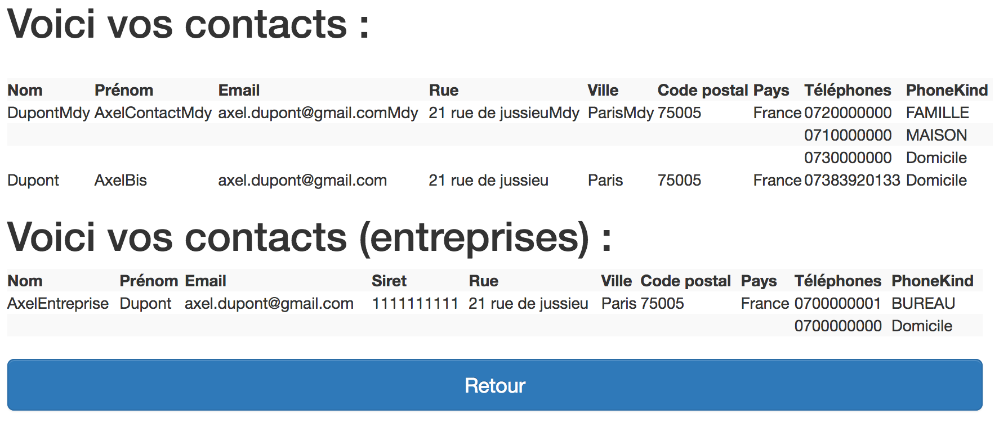 Voici vos contacts :
Nom Prénom Email Rue Ville Code postal Pays Téléphones PhoneKind
DupontMdy AxelContactMdy axel.dupont@gmail.comMdy 21 rue de jussieuMdy ParisMdy 75005 France 0720000000 FAMILLE
0710000000 MAISON
0730000000 Domicile
Dupont AxelBis axel.dupont@gmail.com 21 rue de jussieu Paris 75005 France 07383920133 Domicile
Voici vos contacts (entreprises) :
Nom Prénom Email Siret Rue Ville Code postal Pays Téléphones PhoneKind
AxelEntreprise Dupont axel.dupont@gmail.com 1111111111 21 rue de jussieu Paris 75005 France 0700000001 BUREAU
0700000000 Domicile
Retour